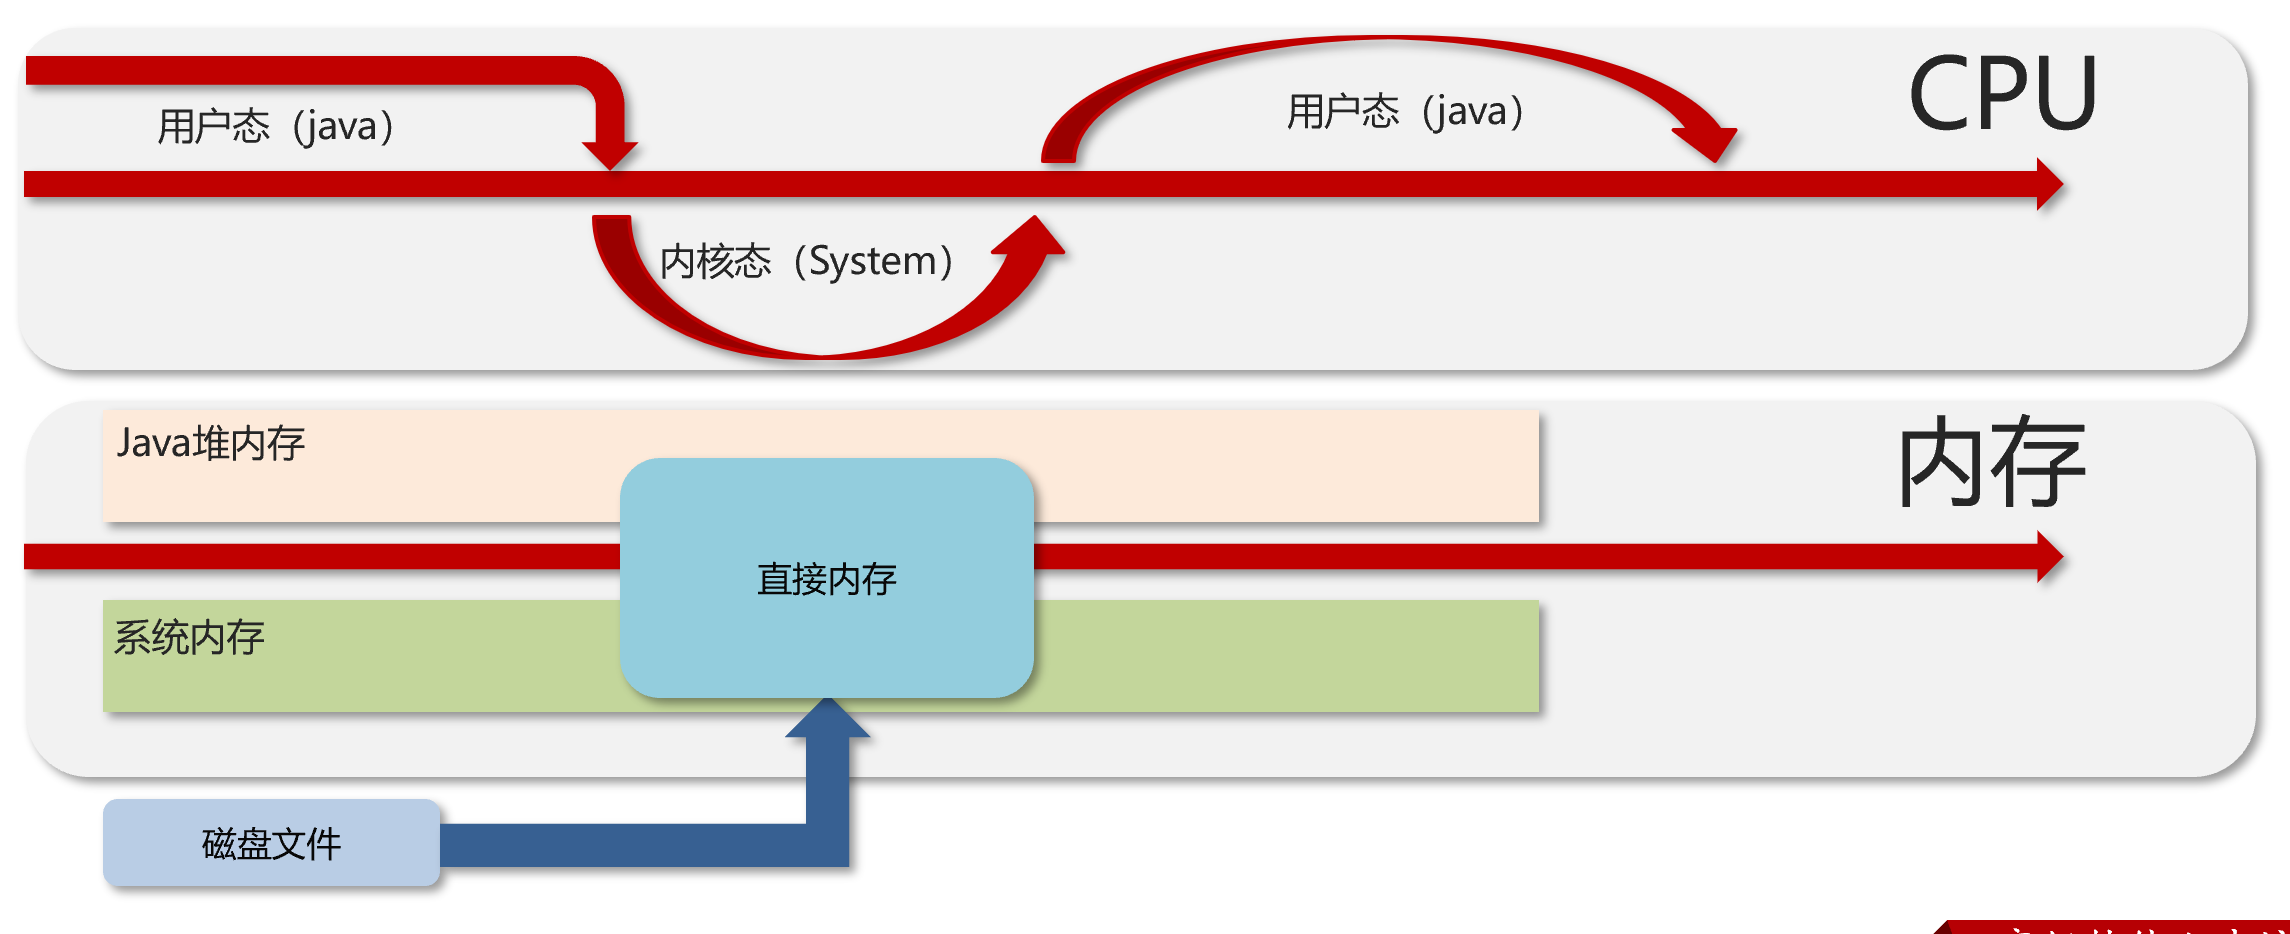 CPU
用户态（java）
用户态（java）
内核态（System）
Java堆内存
内存
直接内存
系统内存
磁盘文件